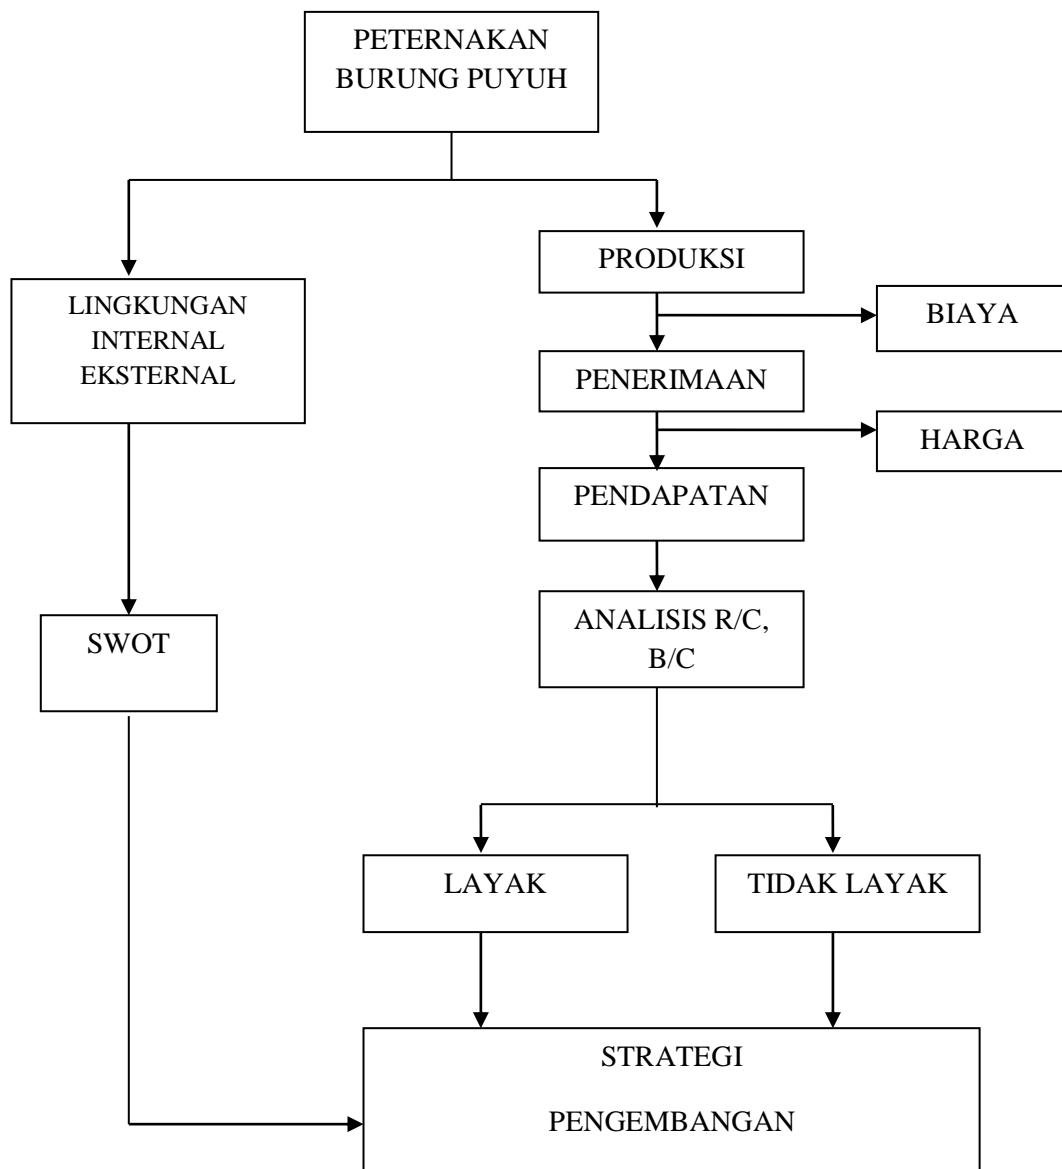 PETERNAKAN
BURUNG PUYUH
PRODUKSI
LINGKUNGAN
INTERNAL
EKSTERNAL
BIAYA
PENERIMAAN
HARGA
PENDAPATAN
ANALISIS R/C,
B/C
SWOT
LAYAK
TIDAK LAYAK
STRATEGI
PENGEMBANGAN